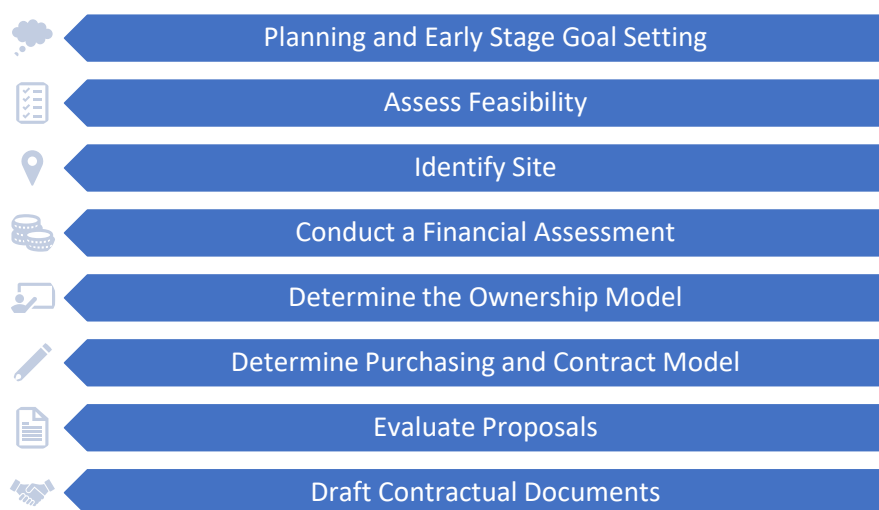 Planning and Early Stage Goal Setting
Assess Feasibility
Identify Site
Conduct a Financial Assessment
Determine the Ownership Model
Determine Purchasing and Contract Model
Evaluate Proposals
Draft Contractual Documents